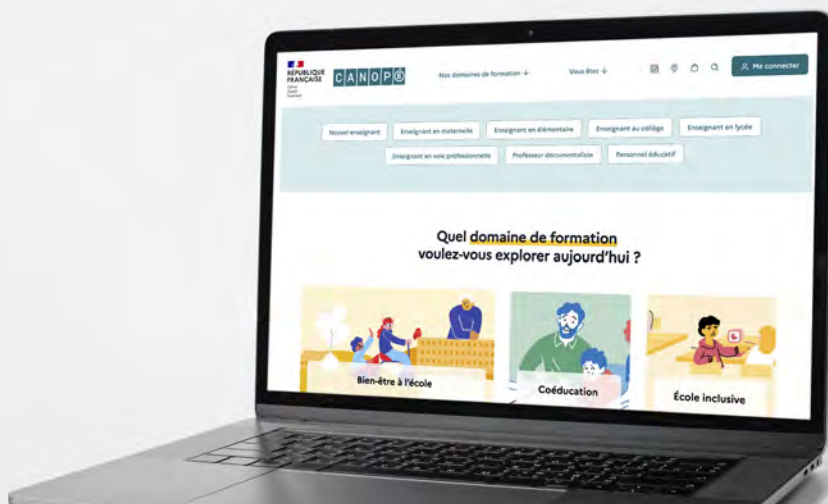 RÉPUBLIQUE
FRANÇAISE
CANOPÉ
Nos domaines de formation ↓
Vous êtes ↓
Me connecter
Nouvel enseignant
Enseignant en maternelle
Enseignant en élémentaire
Enseignant au collège
Enseignant en lycée
Enseignant en voie professionnelle
Professeur documentaliste
Personnel éducatif
Quel domaine de formation
voulez-vous explorer aujourd'hui ?
Bien-être à l'école
Coéducation
École inclusive